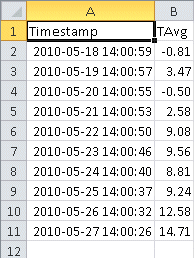 A B
1 Timestamp TAvg
2 2010-05-18 14:00:59 -0.81
3 2010-05-19 14:00:57 3.47
4 2010-05-20 14:00:55 -0.50
5 2010-05-21 14:00:53 2.58
6 2010-05-22 14:00:50 9.08
7 2010-05-23 14:00:46 9.56
8 2010-05-24 14:00:40 8.81
9 2010-05-25 14:00:37 9.24
10 2010-05-26 14:00:32 12.58
11 2010-05-27 14:00:26 14.71
12